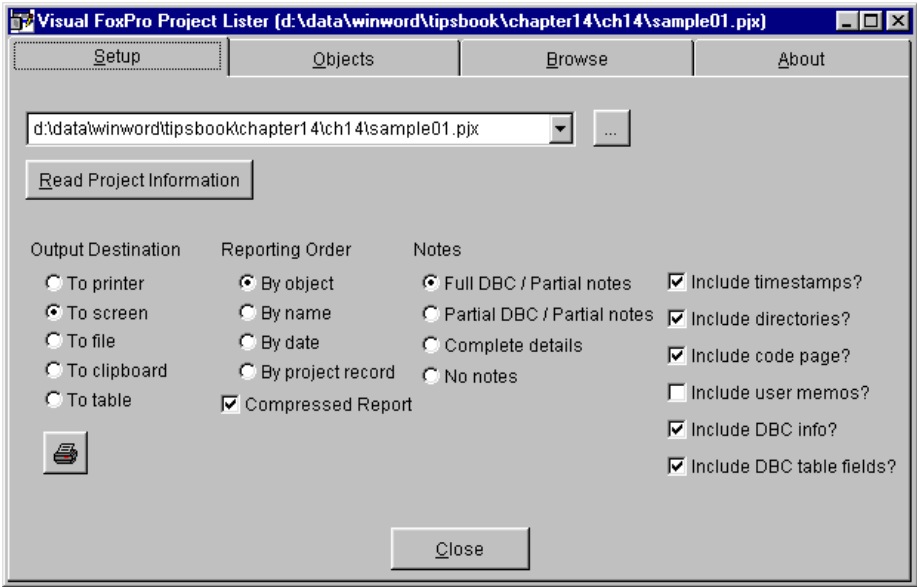 Visual FoxPro Project Lister (d:\data\winword\tipsbook\chapter14\ch14\sample01.pjx)
Setup
Objects
Browse
About
d:\data\winword\tipsbook\chapter14\ch14\sample01.pjx
...
Read Project Information
Output Destination
To printer
To screen
To file
To clipboard
To table
Reporting Order
By object
By name
By date
By project record
Compressed Report
Notes
Full DBC / Partial notes
Partial DBC / Partial notes
Complete details
No notes
Include timestamps?
Include directories?
Include code page?
Include user memos?
Include DBC info?
Include DBC table fields?
Close